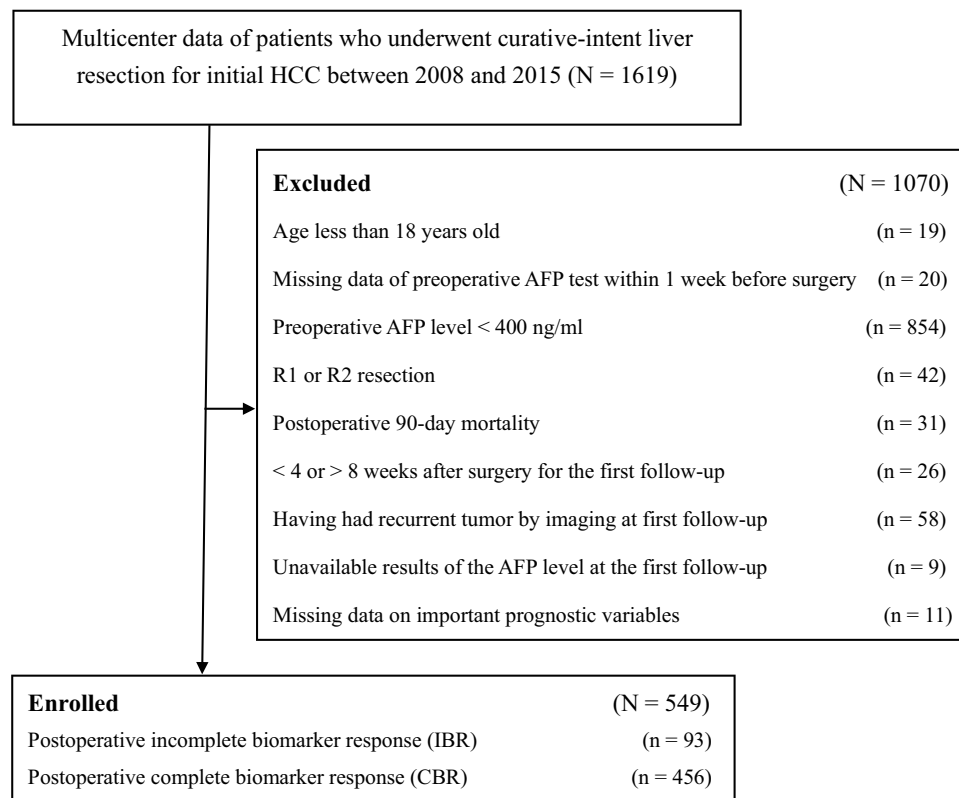 Multicenter data of patients who underwent curative-intent liver
resection for initial HCC between 2008 and 2015 (N = 1619)
Excluded (N = 1070)
Age less than 18 years old (n = 19)
Missing data of preoperative AFP test within 1 week before surgery (n = 20)
Preoperative AFP level < 400 ng/ml (n = 854)
R1 or R2 resection (n = 42)
Postoperative 90-day mortality (n = 31)
< 4 or > 8 weeks after surgery for the first follow-up (n = 26)
Having had recurrent tumor by imaging at first follow-up (n = 58)
Unavailable results of the AFP level at the first follow-up (n = 9)
Missing data on important prognostic variables (n = 11)
Enrolled (N = 549)
Postoperative incomplete biomarker response (IBR) (n = 93)
Postoperative complete biomarker response (CBR) (n = 456)